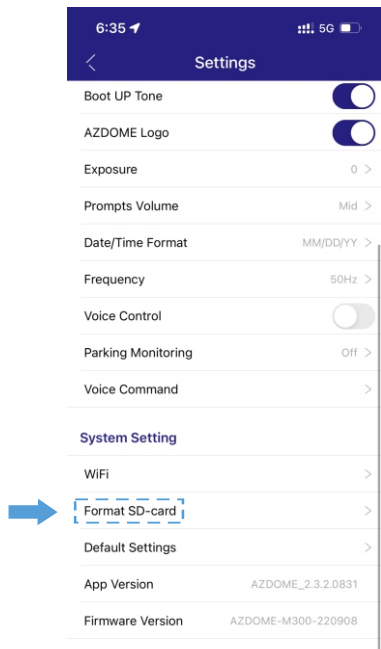 6:35 5G
Settings
Boot UP Tone
AZDOME Logo
Exposure 0 >
Prompts Volume Mid >
Date/Time Format MM/DD/YY >
Frequency 50Hz >
Voice Control
Parking Monitoring Off >
Voice Command >
System Setting
WiFi >
Format SD-card >
Default Settings >
App Version AZDOME_2.3.2.0831
Firmware Version AZDOME-M300-220908